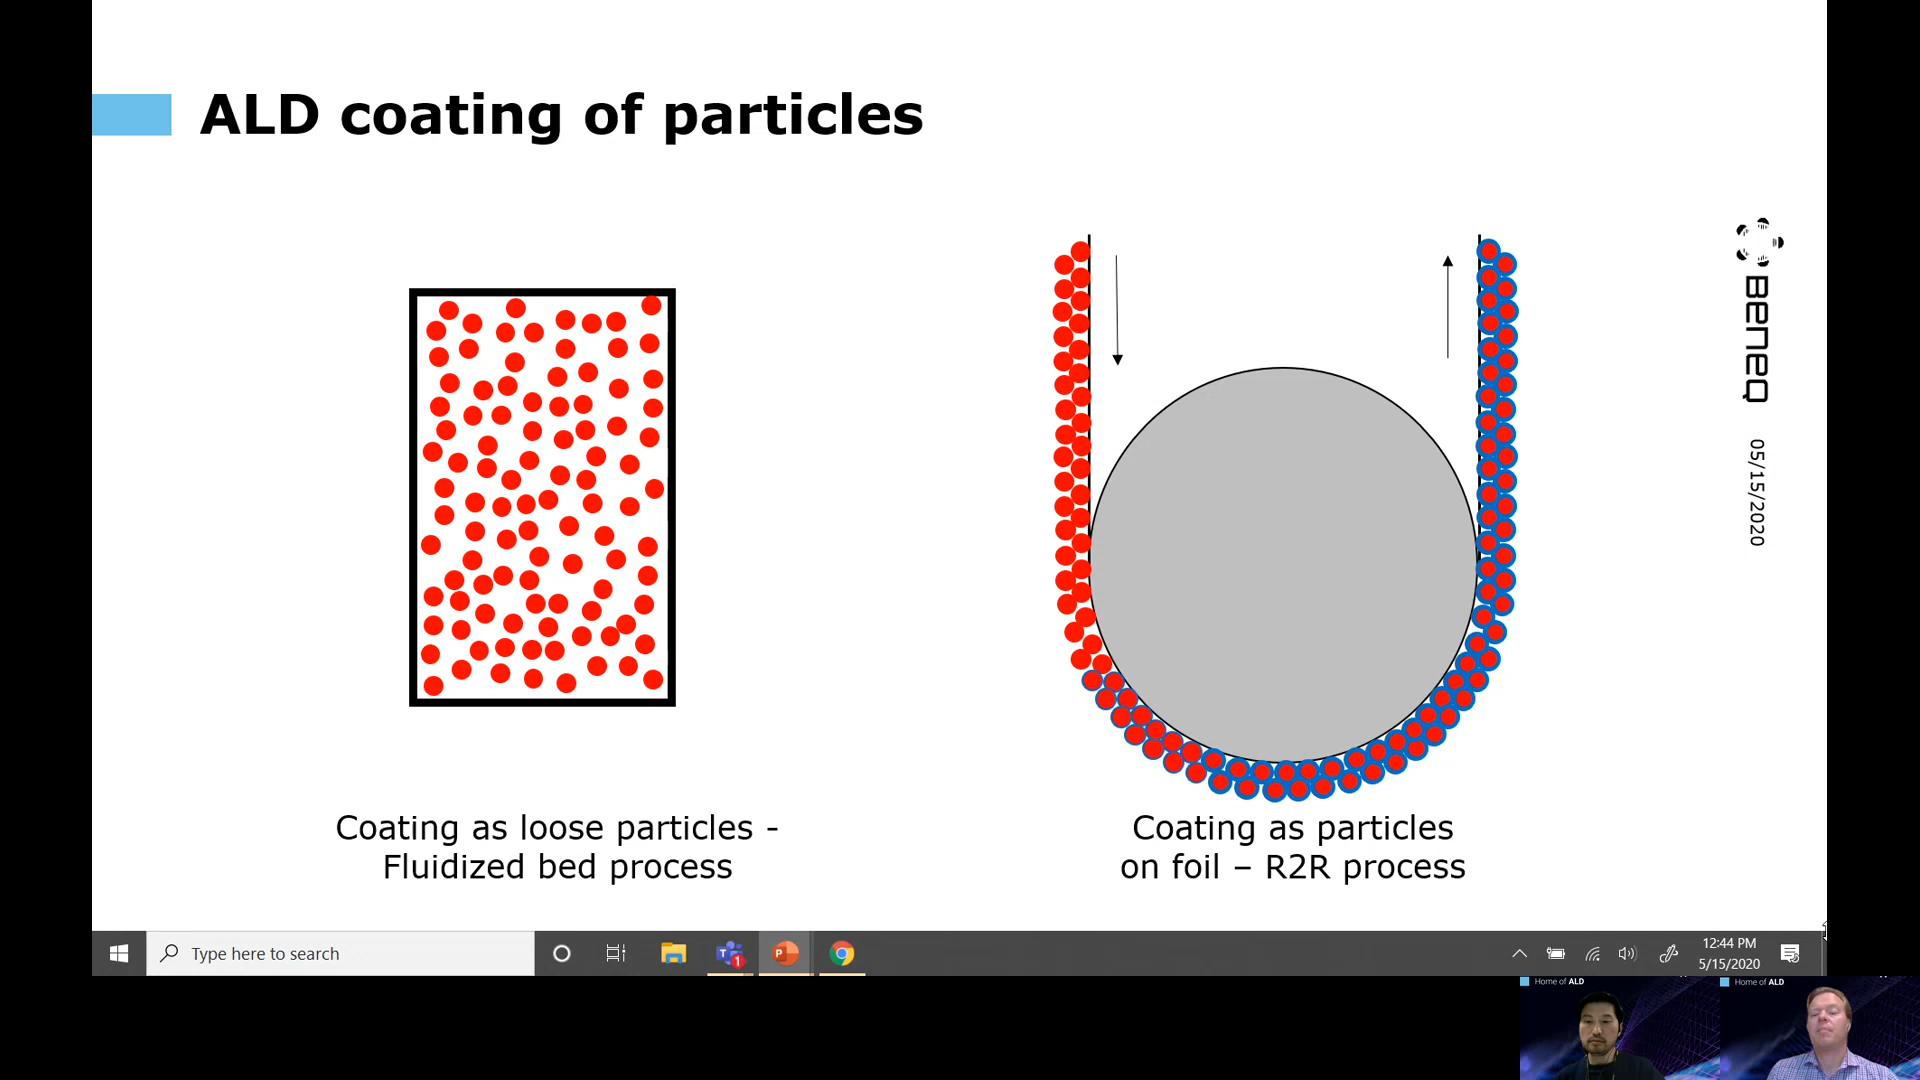 ALD coating of particles
BENEQ
05/15/2020
Coating as loose particles -
Fluidized bed process
Coating as particles
on foil – R2R process
Type here to search
T
1
P
12:44 PM
5/15/2020
Home of ALD
Home of ALD